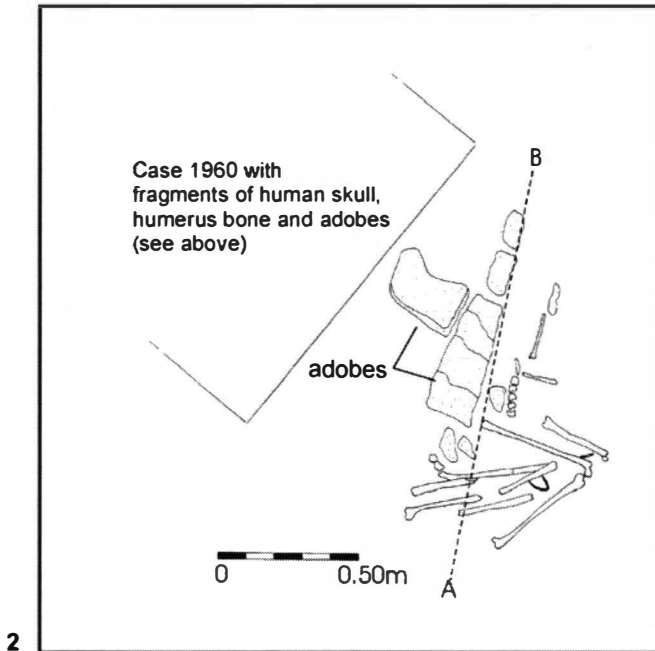 Case 1960 with
fragments of human skull,
humerus bone and adobes
(see above)
B
adobes
0 0.50m
A
2